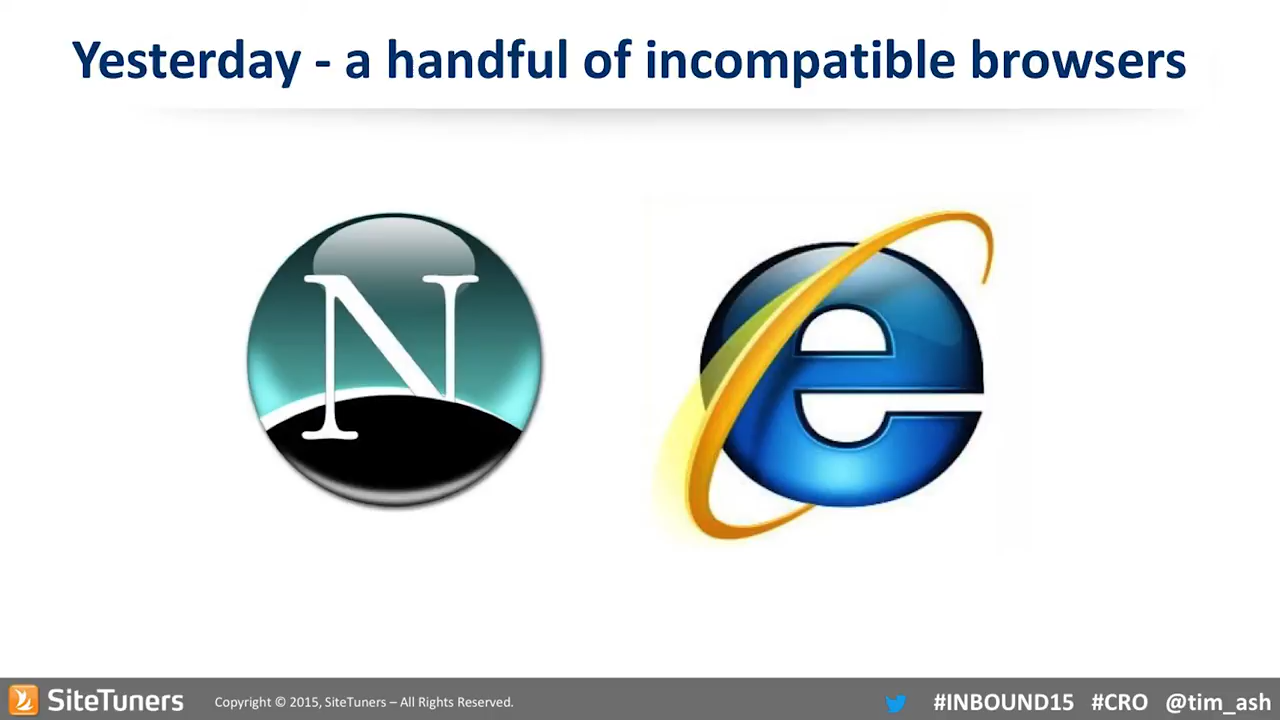 Yesterday - a handful of incompatible browsers
N
e
SiteTuners
Copyright © 2015, SiteTuners – All Rights Reserved.
#INBOUND15 #CRO @tim_ash